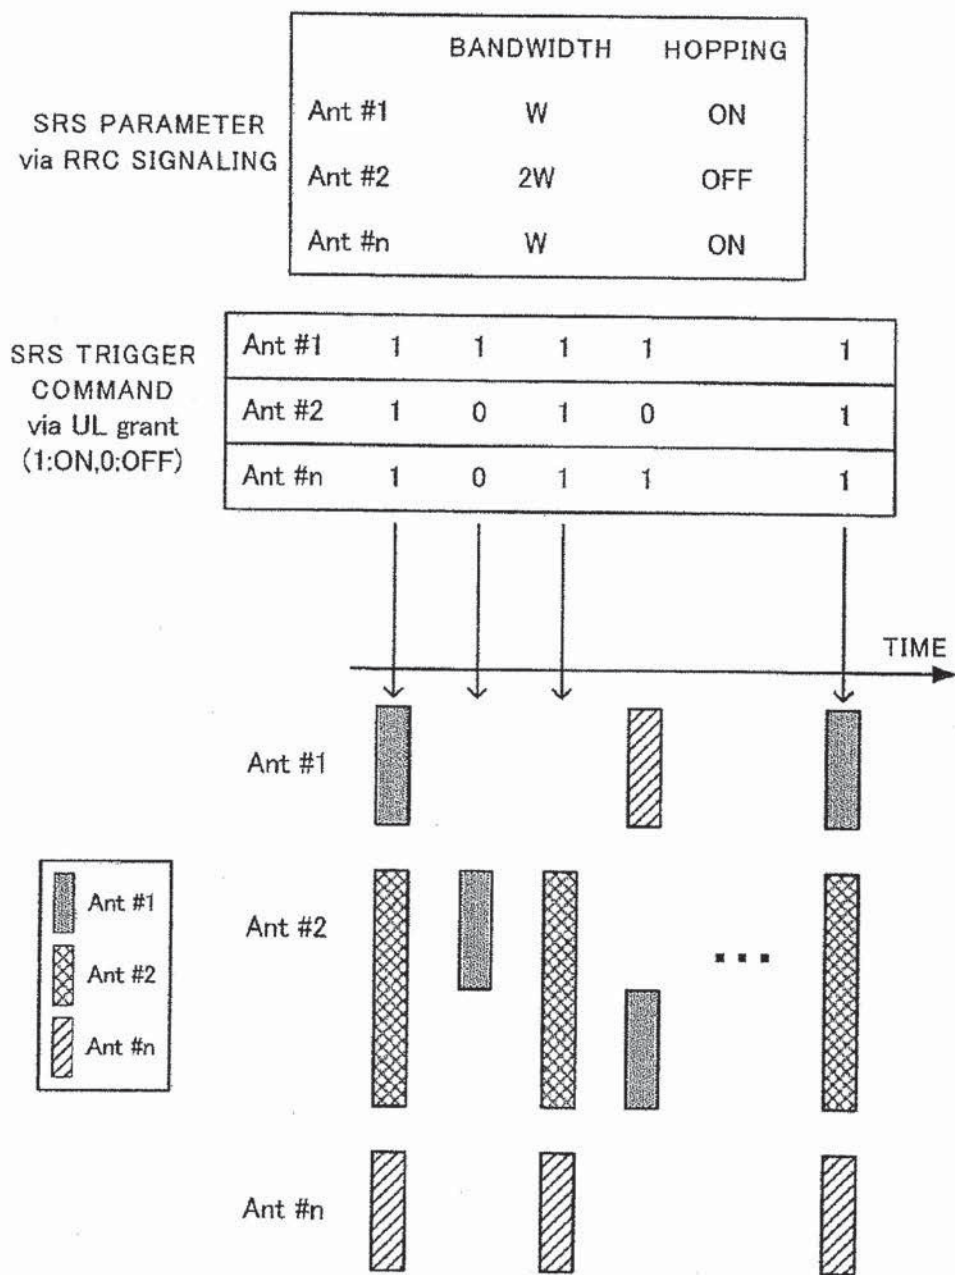 BANDWIDTH HOPPING
Ant #1 W ON
Ant #2 2W OFF
Ant #n W ON
SRS PARAMETER
via RRC SIGNALING
SRS TRIGGER
COMMAND
via UL grant
(1:ON,0:OFF)
Ant #1 1 1 1 1 1
Ant #2 1 0 1 0 1
Ant #n 1 0 1 1 1
TIME
Ant #1
Ant #2
...
Ant #n
Ant #1
Ant #2
Ant #n